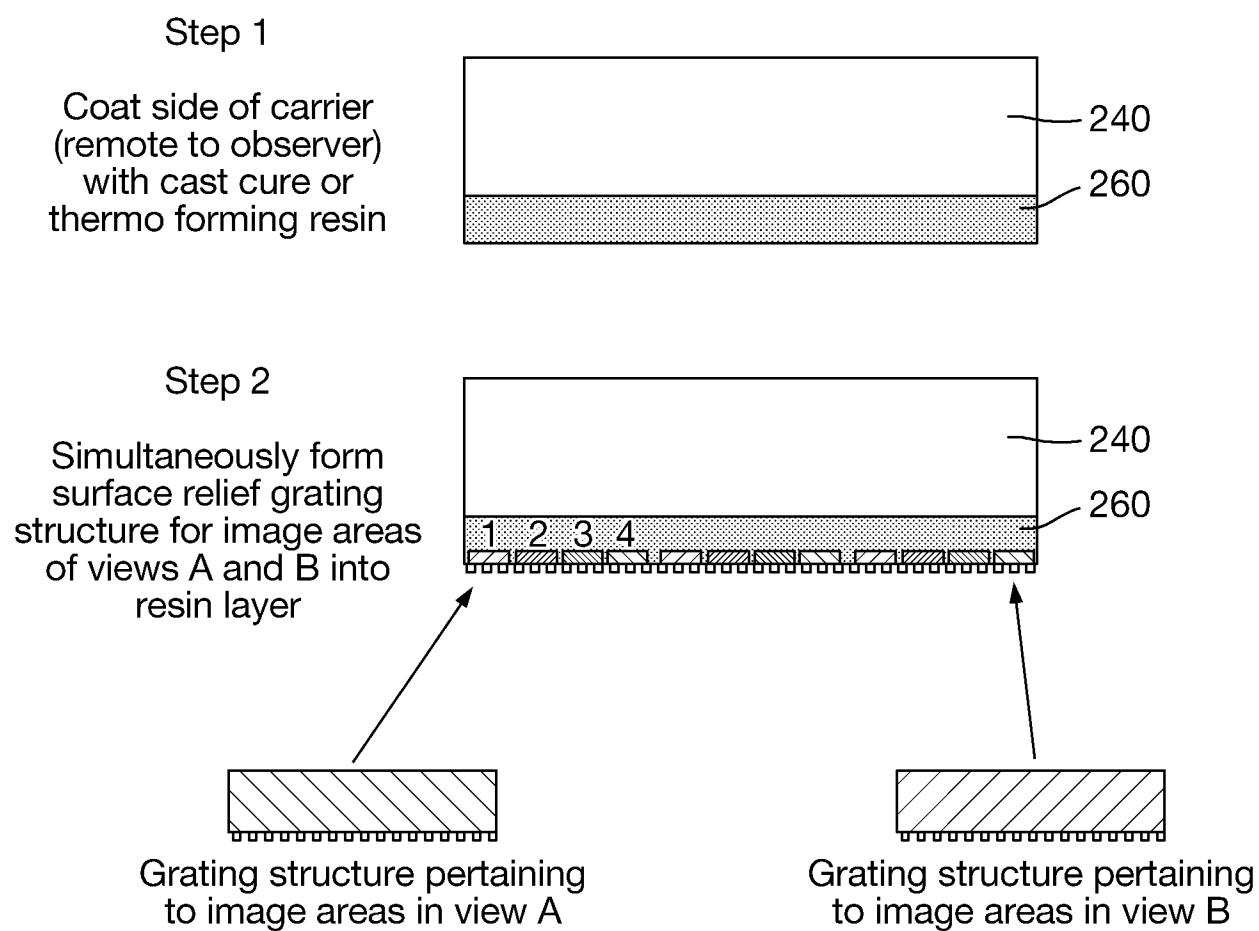 Step 1
Coat side of carrier
(remote to observer)
with cast cure or
thermo forming resin
240
260
Step 2
Simultaneously form
surface relief grating
structure for image areas
of views A and B into
resin layer
240
260
1 2 3 4
Grating structure pertaining
to image areas in view A
Grating structure pertaining
to image areas in view B